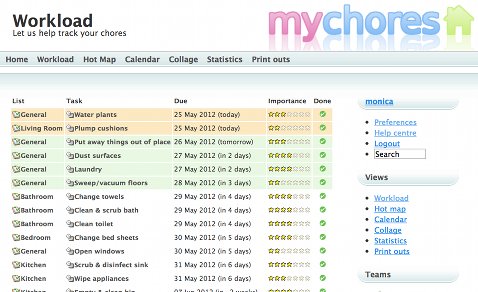 Workload
Let us help track your chores
mychores
Home Workload Hot Map Calendar Collage Statistics Print outs
List Task Due Importance Done
General Water plants 25 May 2012 (today)
Living Room Plump cushions 25 May 2012 (today)
General Put away things out of place 26 May 2012 (tomorrow)
General Dust surfaces 27 May 2012 (in 2 days)
General Laundry 27 May 2012 (in 2 days)
General Sweep/vacuum floors 28 May 2012 (in 3 days)
Bathroom Change towels 29 May 2012 (in 4 days)
Bathroom Clean & scrub bath 29 May 2012 (in 4 days)
Bathroom Clean toilet 29 May 2012 (in 4 days)
Bedroom Change bed sheets 30 May 2012 (in 5 days)
General Open windows 30 May 2012 (in 5 days)
Kitchen Scrub & disinfect sink 31 May 2012 (in 6 days)
Kitchen Wipe appliances 31 May 2012 (in 6 days)
monica
Preferences
Help centre
Logout
Search
Views
Workload
Hot map
Calendar
Collage
Statistics
Print outs
Teams